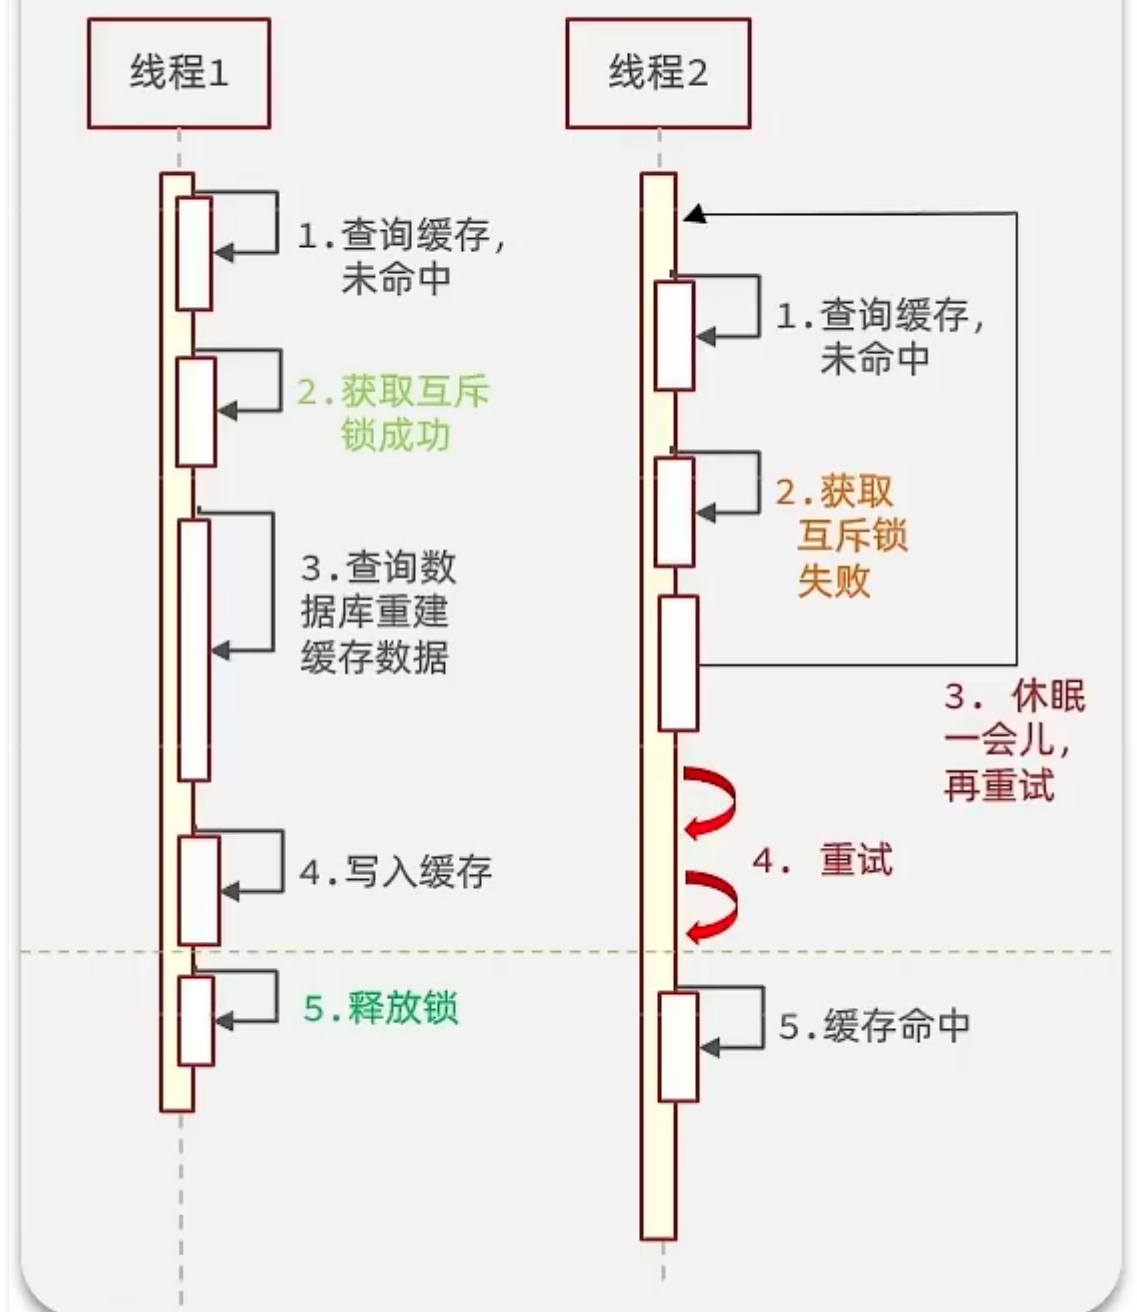 线程1
线程2
1.查询缓存,
未命中
2.获取互斥
锁成功
3.查询数
据库重建
缓存数据
4.写入缓存
5.释放锁
1.查询缓存,
未命中
2.获取
互斥锁
失败
3. 休眠
一会儿,
再重试
4. 重试
5.缓存命中